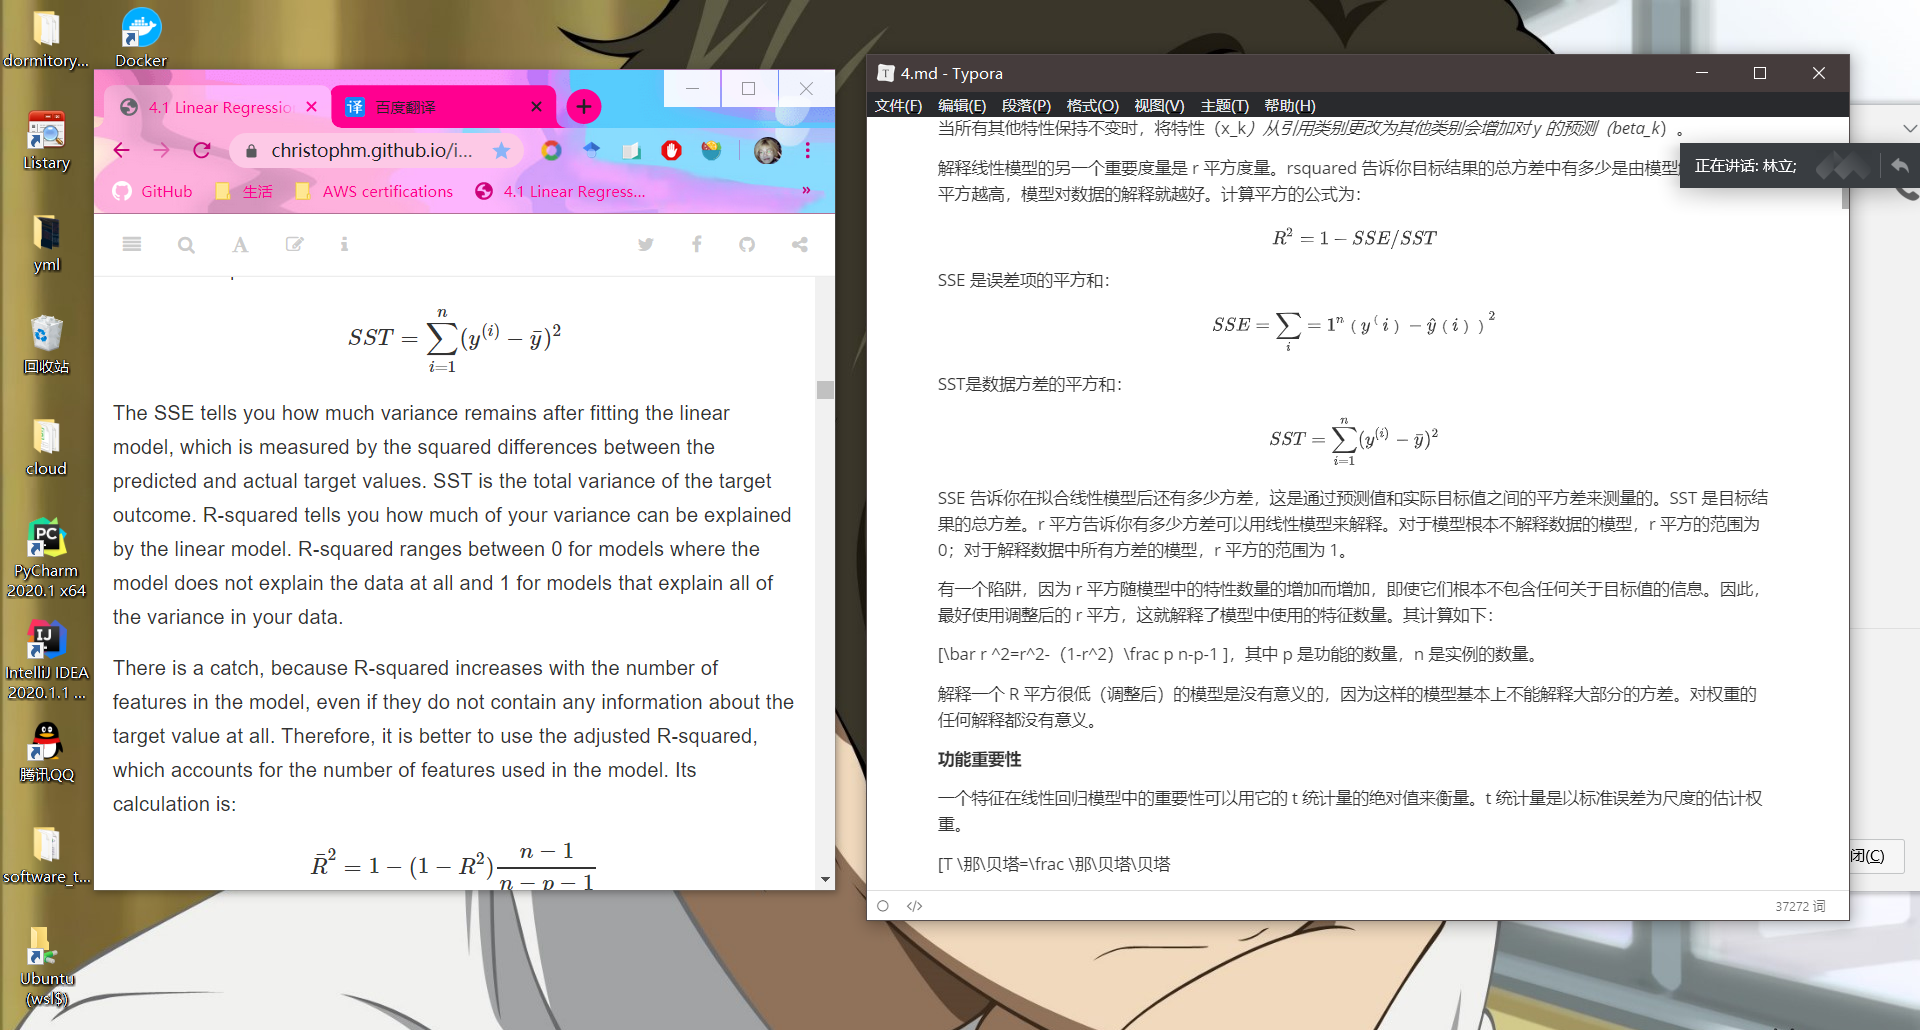 dormitory...
Docker
Listary
yml
回收站
cloud
PyCharm
2020.1 x64
IntelliJ IDEA
2020.1.1 ...
腾讯QQ
software_t...
Ubuntu
(wsl$)
4.1 Linear Regression
译 百度翻译
christophm.github.io/i...
GitHub 生活 AWS certifications 4.1 Linear Regress... »
SST = \sum_{i=1}^{n} (y^{(i)} − \bar{y})^2
The SSE tells you how much variance remains after fitting the linear
model, which is measured by the squared differences between the
predicted and actual target values. SST is the total variance of the target
outcome. R-squared tells you how much of your variance can be explained
by the linear model. R-squared ranges between 0 for models where the
model does not explain the data at all and 1 for models that explain all of
the variance in your data.
There is a catch, because R-squared increases with the number of
features in the model, even if they do not contain any information about the
target value at all. Therefore, it is better to use the adjusted R-squared,
which accounts for the number of features used in the model. Its
calculation is:
\bar{R}^2 = 1 − (1 − R^2) \frac{n − 1}{n − p − 1}
4.md - Typora
文件(F) 编辑(E) 段落(P) 格式(O) 视图(V) 主题(T) 帮助(H)
当所有其他特性保持不变时，将特性（x_k）从引用类别更改为其他类别会增加对 y 的预测（beta_k）。
解释线性模型的另一个重要度量是 r 平方度量。rsquared 告诉你目标结果的总方差中有多少是由模型
平方越高，模型对数据的解释就越好。计算平方的公式为：
R^2 = 1 − SSE/SST
SSE 是误差项的平方和：
SSE = \sum_i = 1^n (y^( i) − \hat{y} (i))^2
SST是数据方差的平方和：
SST = \sum_{i=1}^{n} (y^{(i)} − \bar{y})^2
SSE 告诉你在拟合线性模型后还有多少方差，这是通过预测值和实际目标值之间的平方差来测量的。SST 是目标结
果的总方差。r 平方告诉你有多少方差可以用线性模型来解释。对于模型根本不解释数据的模型，r 平方的范围为
0；对于解释数据中所有方差的模型，r 平方的范围为 1。
有一个陷阱，因为 r 平方随模型中的特性数量的增加而增加，即使它们根本不包含任何关于目标值的信息。因此，
最好使用调整后的 r 平方，这就解释了模型中使用的特征数量。其计算如下：
[\bar r ^2=r^2-（1-r^2）\frac p n-p-1 ]，其中 p 是功能的数量，n 是实例的数量。
解释一个 R 平方很低（调整后）的模型是没有意义的，因为这样的模型基本上不能解释大部分的方差。对权重的
任何解释都没有意义。
功能重要性
一个特征在线性回归模型中的重要性可以用它的 t 统计量的绝对值来衡量。t 统计量是以标准误差为尺度的估计权
重。
[T \那\贝塔=\frac \那\贝塔\贝塔
</> 37272 词
正在讲话: 林立;
闭(C)